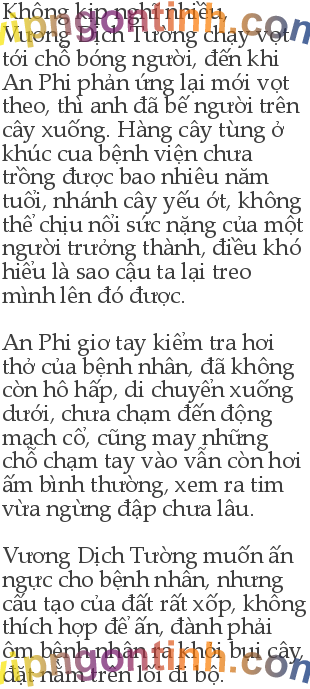 Không kịp nghĩ nhiều,
Vương Dịch Tường chạy vọt
tới chỗ bóng người, đến khi
An Phi phản ứng lại mới vọt
theo, thì anh đã bế người trên
cây xuống. Hàng cây tùng ở
khúc cua bệnh viện chưa
trồng được bao nhiêu năm
tuổi, nhánh cây yếu ớt, không
thể chịu nổi sức nặng của một
người trưởng thành, điều khó
hiểu là sao cậu ta lại treo
mình lên đó được.
An Phi giơ tay kiểm tra hơi
thở của bệnh nhân, đã không
còn hô hấp, di chuyển xuống
dưới, chưa chạm đến động
mạch cổ, cũng may những
chỗ chạm tay vào vẫn còn hơi
ấm bình thường, xem ra tim
vừa ngừng đập chưa lâu.
Vương Dịch Tường muốn ấn
ngực cho bệnh nhân, nhưng
cấu tạo của đất rất xốp, không
thích hợp để ấn, đành phải
ôm bệnh nhân ra khỏi bụi cây,
đặt nằm trên lối đi bộ.
vipngontinh.com
vipngontinh.com